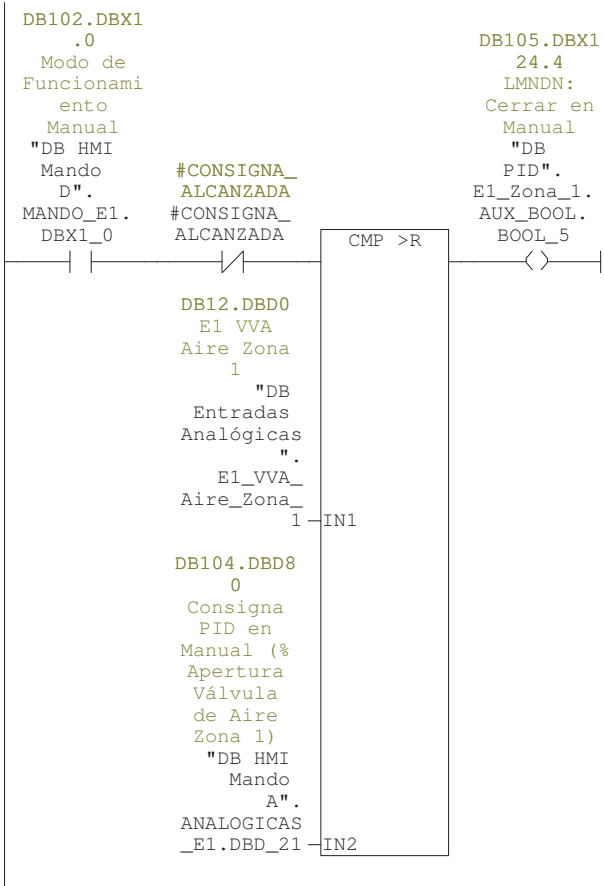 DB102.DBX1
.0
Modo de
Funcionami
ento
Manual
"DB HMI
Mando
D".
MANDO_E1.
DBX1_0
#CONSIGNA_
ALCANZADA
#CONSIGNA_
ALCANZADA
CMP >R
DB105.DBX1
24.4
LMNDN:
Cerrar en
Manual
"DB
PID".
E1_Zona_1.
AUX_BOOL.
BOOL_5
DB12.DBD0
E1 VVA
Aire Zona
1
"DB
Entradas
Analógicas
".
E1_VVA_
Aire_Zona_
1
IN1
DB104.DBD8
0
Consigna
PID en
Manual (%
Apertura
Válvula
de Aire
Zona 1)
"DB HMI
Mando
A".
ANALOGICAS
_E1.DBD_21
IN2